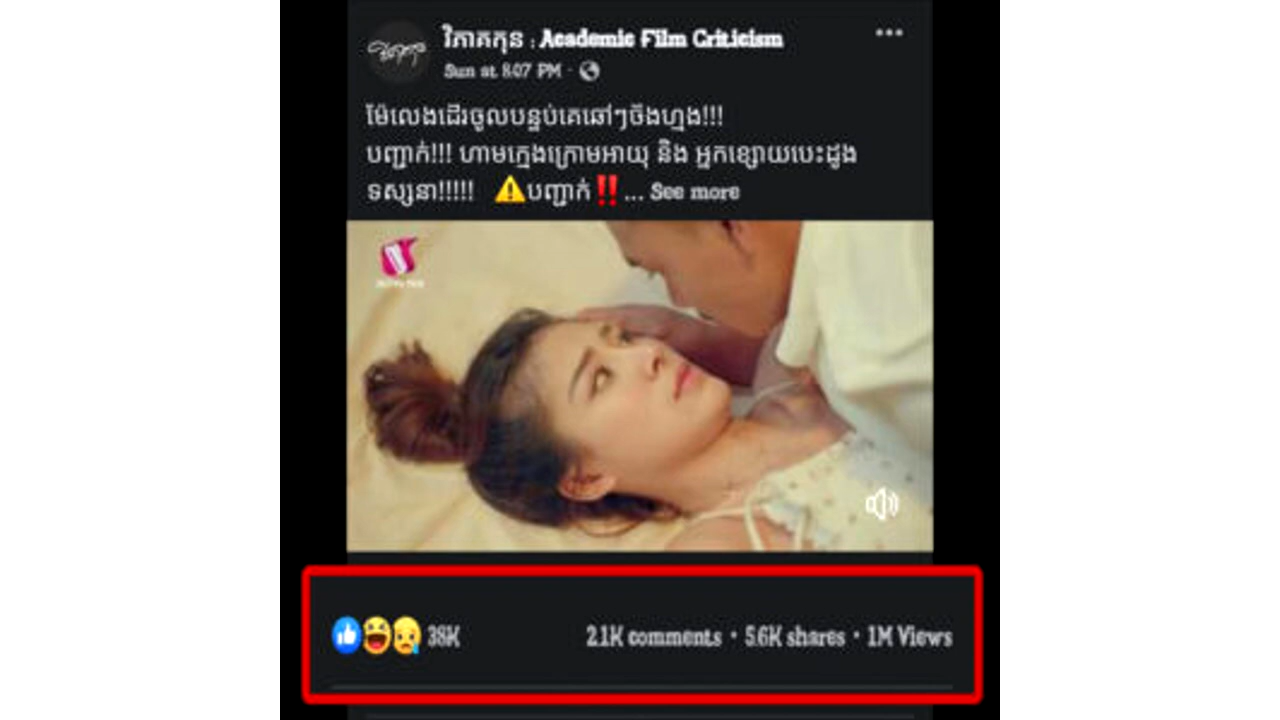 វិភាគកុន : Academic Film Criticism
Sun at 8:07 PM ·
ម៉ែលេងដើរចូលបន្ទប់គេឆៅៗចឹងហ្មង!!!
បញ្ជាក់!!! ហាមក្មេងក្រោមអាយុ និង អ្នកខ្សោយបេះដូង
ទស្សនា!!!!! ⚠️បញ្ជាក់‼️... See more
38K
2.1K comments · 5.6K shares · 1M Views